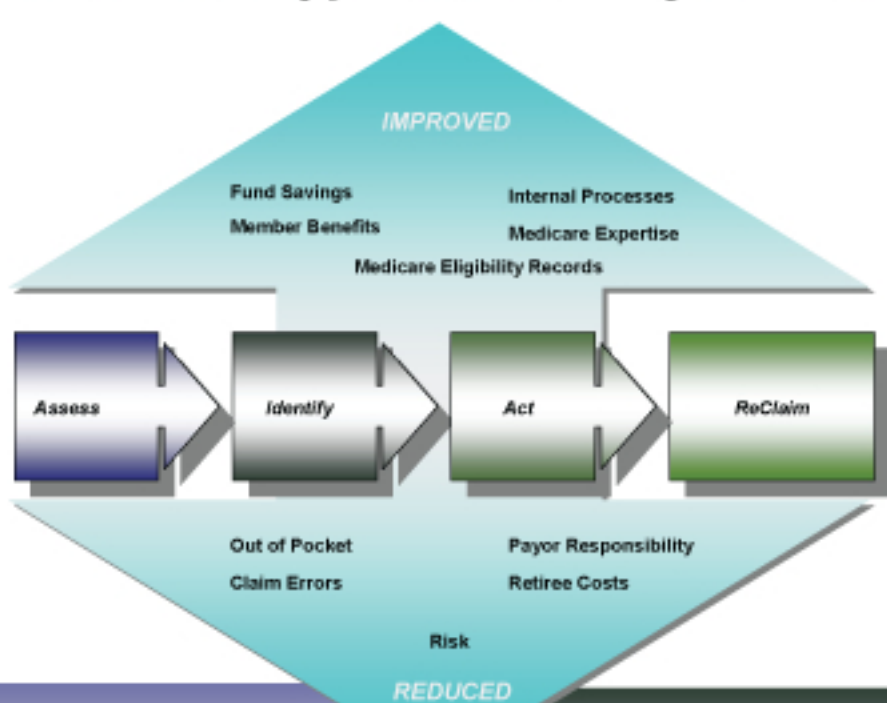 IMPROVED
Fund Savings
Internal Processes
Member Benefits
Medicare Expertise
Medicare Eligibility Records
Assess
Identify
Act
ReClaim
Out of Pocket
Payor Responsibility
Claim Errors
Retiree Costs
Risk
REDUCED